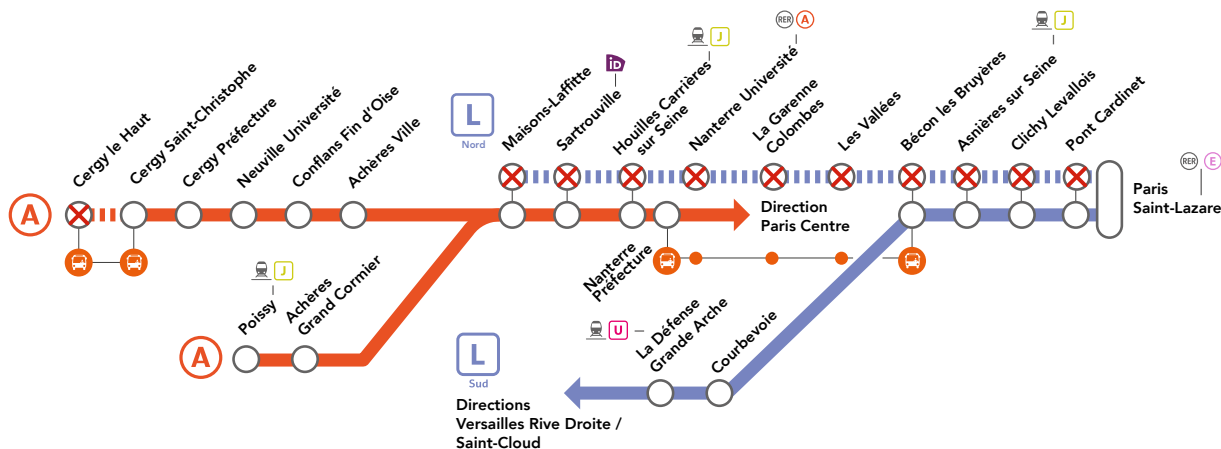 Cergy le Haut
Cergy Saint-Christophe
Cergy Préfecture
Neuville Université
Conflans Fin d'Oise
Achères Ville
L
Nord
Maisons-Laffitte
iD
Sartrouville
J
Houilles Carrières
sur Seine
RER A
Nanterre Université
La Garenne
Colombes
Les Vallées
Bécon les Bruyères
J
Asnières sur Seine
Clichy Levallois
Pont Cardinet
RER E
Paris
Saint-Lazare
A
Direction
Paris Centre
Nanterre
Préfecture
J
Poissy
Achères
Grand Cormier
A
U
La Défense
Grande Arche
Courbevoie
L
Sud
Directions
Versailles Rive Droite /
Saint-Cloud